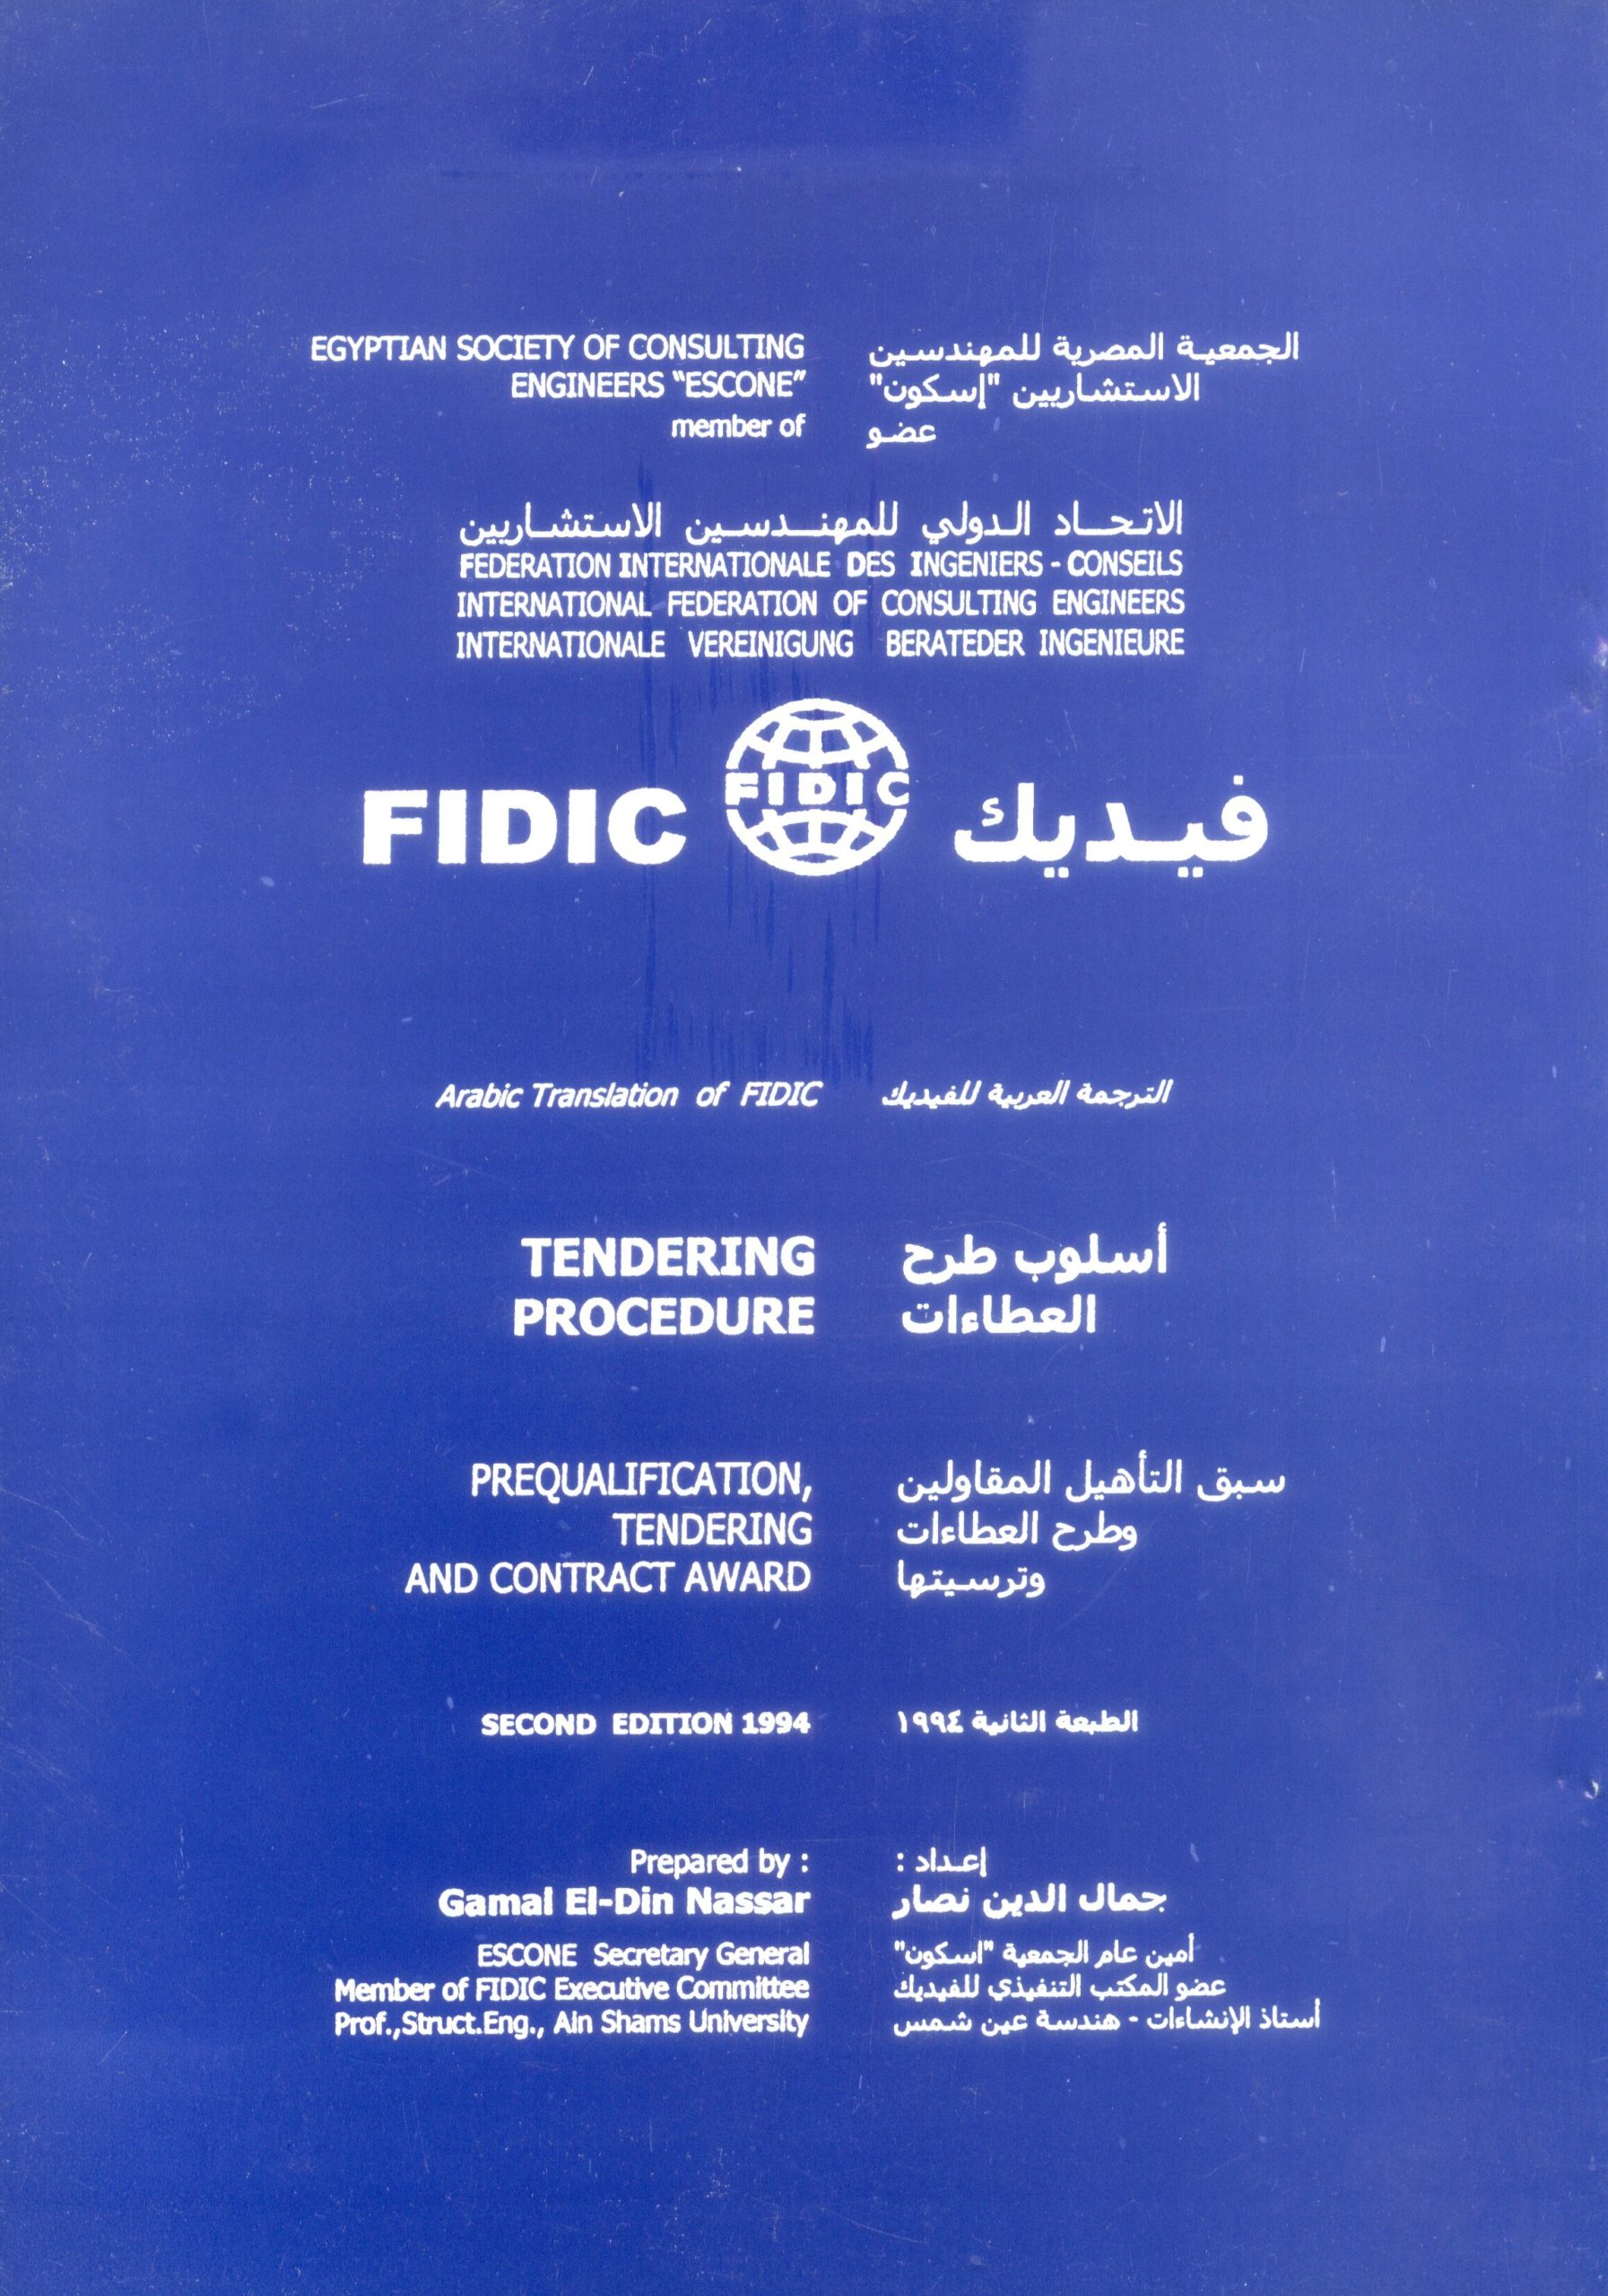 EGYPTIAN SOCIETY OF CONSULTING
ENGINEERS “ESCONE”
member of
الجمعية المصرية للمهندسين
الاستشاريين "إسكون"
عضو
الاتحاد الدولي للمهندسين الاستشاريين
FEDERATION INTERNATIONALE DES INGENIERS - CONSEILS
INTERNATIONAL FEDERATION OF CONSULTING ENGINEERS
INTERNATIONALE VEREINIGUNG BERATEDER INGENIEURE
FIDIC
FIDIC
فيديك
Arabic Translation of FIDIC
الترجمة العربية للفيديك
TENDERING
PROCEDURE
أسلوب طرح
العطاءات
PREQUALIFICATION,
TENDERING
AND CONTRACT AWARD
سبق التأهيل المقاولين
وطرح العطاءات
وترسيتها
SECOND EDITION 1994
الطبعة الثانية ١٩٩٤
Prepared by :
Gamal El-Din Nassar
ESCONE Secretary General
Member of FIDIC Executive Committee
Prof.,Struct.Eng., Ain Shams University
إعداد :
جمال الدين نصار
أمين عام الجمعية "اسكون"
عضو المكتب التنفيذي للفيديك
أستاذ الإنشاءات - هندسة عين شمس